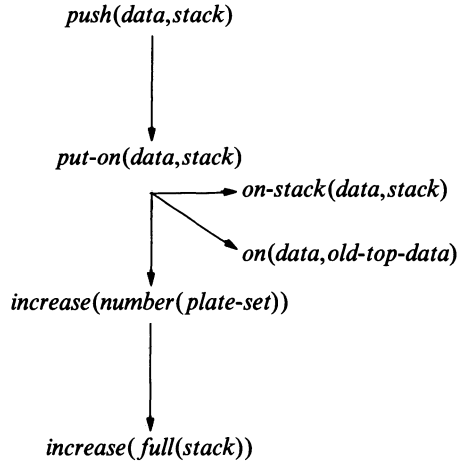 push(data,stack)
put-on(data,stack)
on-stack(data,stack)
on(data,old-top-data)
increase(number(plate-set))
increase(full(stack))